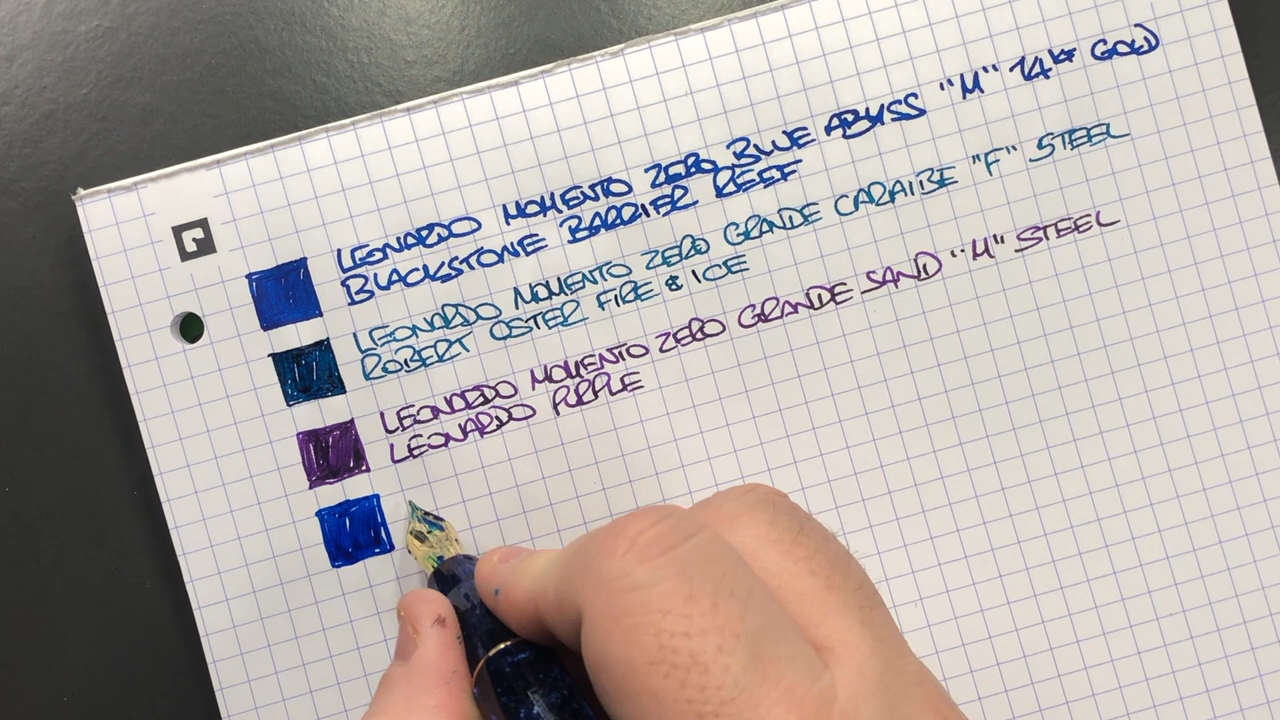 LEONARDO MOMENTO ZERO BLUE ABYSS "M" 14kt GOLD
BLACKSTONE BARRIER REEF
LEONARDO MOMENTO ZERO GRANDE CARAIBE "F" STEEL
ROBERT OSTER FIRE & ICE
LEONARDO MOMENTO ZERO GRANDE SAND "M" STEEL
LEONARDO PURPLE